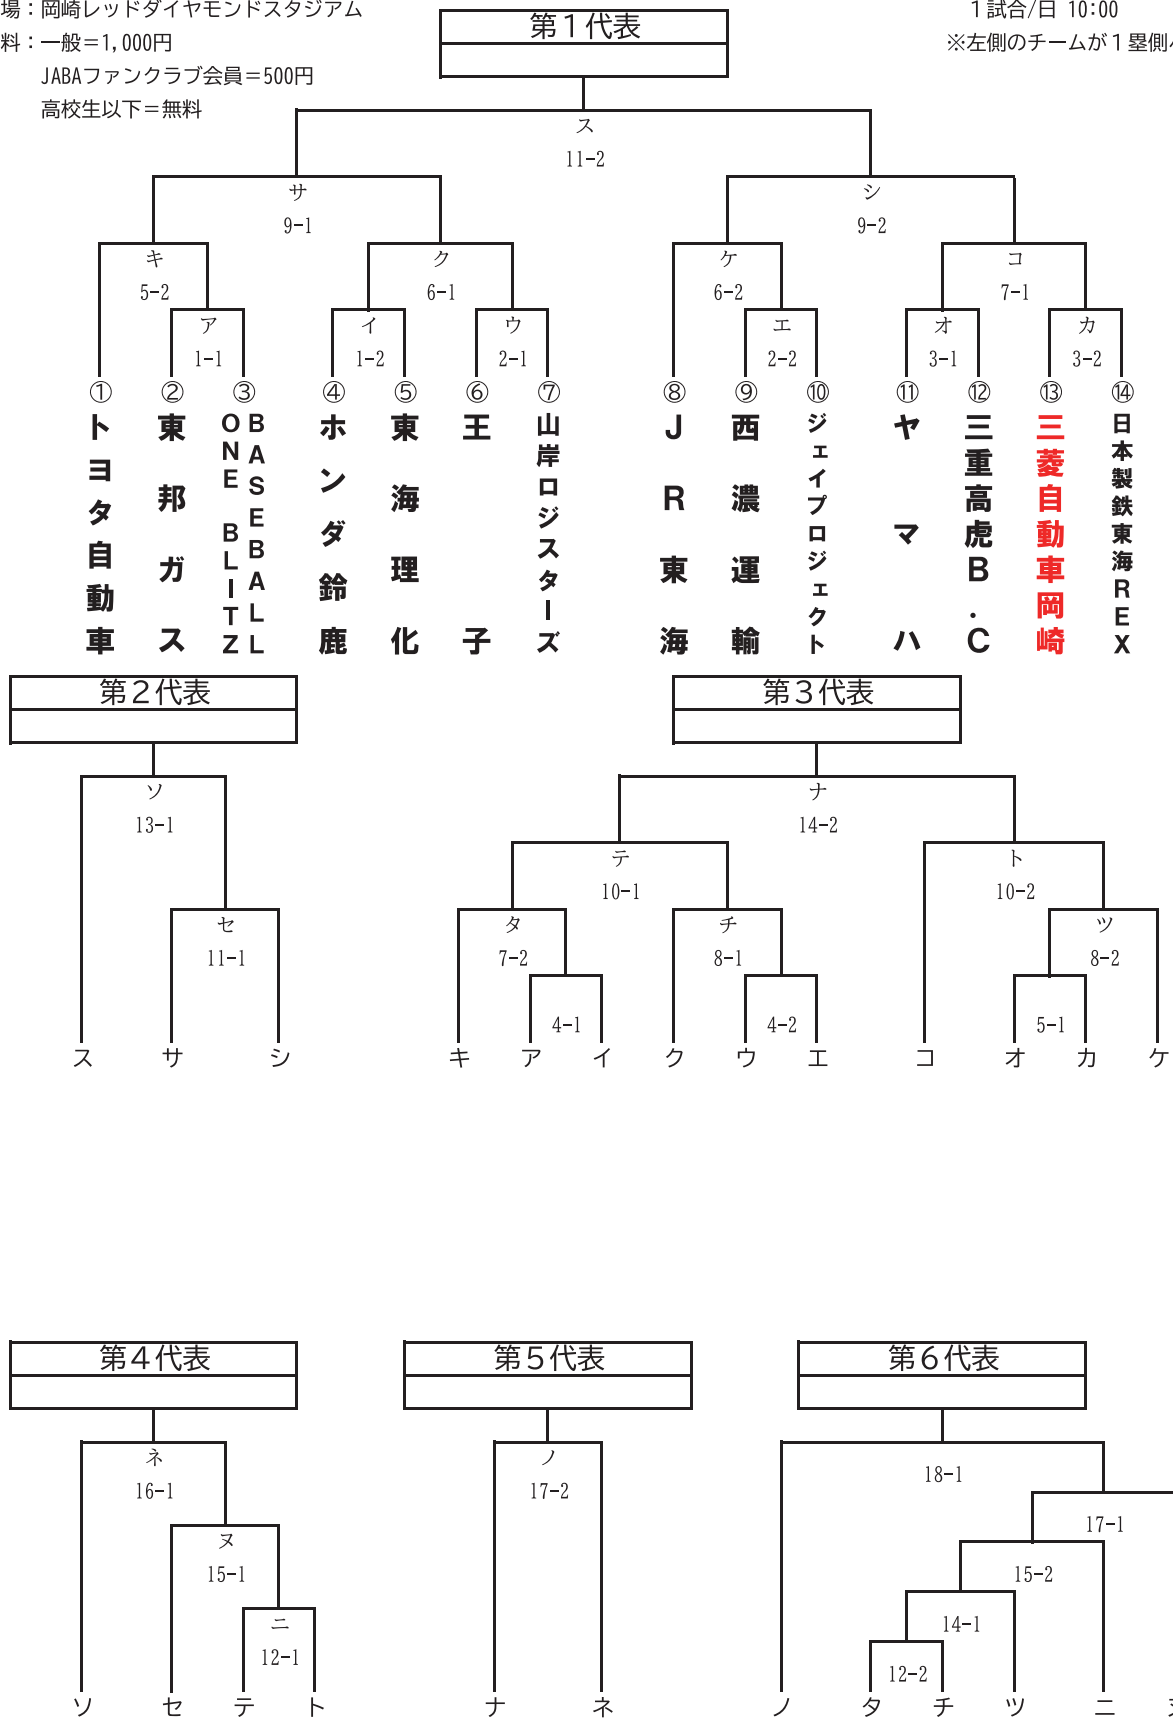 場：岡崎レッドダイヤモンドスタジアム
料：一般＝1,000円
JABAファンクラブ会員＝500円
高校生以下＝無料
１試合/日 10:00
※左側のチームが１塁側
第１代表
ス
11-2
サ シ
9-1 9-2
キ ク ケ コ
5-2 6-1 6-2 7-1
ア イ ウ エ オ カ
1-1 1-2 2-1 2-2 3-1 3-2
① ② ③ ④ ⑤ ⑥ ⑦ ⑧ ⑨ ⑩ ⑪ ⑫ ⑬ ⑭
トヨタ自動車
東邦ガス
ONE BLITZ
BASEBALL
ホンダ鈴鹿
東海理化
王子
山岸ロジスターズ
JR東海
西濃運輸
ジェイプロジェクト
ヤマハ
三重高虎B.C
三菱自動車岡崎
日本製鉄東海REX
第２代表
ソ
13-1
セ
11-1
ス サ シ
第３代表
ナ
14-2
テ ト
10-1 10-2
タ チ ツ
7-2 8-1 8-2
4-1 4-2 5-1
キ ア イ ク ウ エ コ オ カ ケ
第４代表
ネ
16-1
ヌ
15-1
ニ
12-1
ソ セ テ ト
第５代表
ノ
17-2
ナ ネ
第６代表
18-1
17-1
15-2
14-1
12-2
ノ タ チ ツ ニ